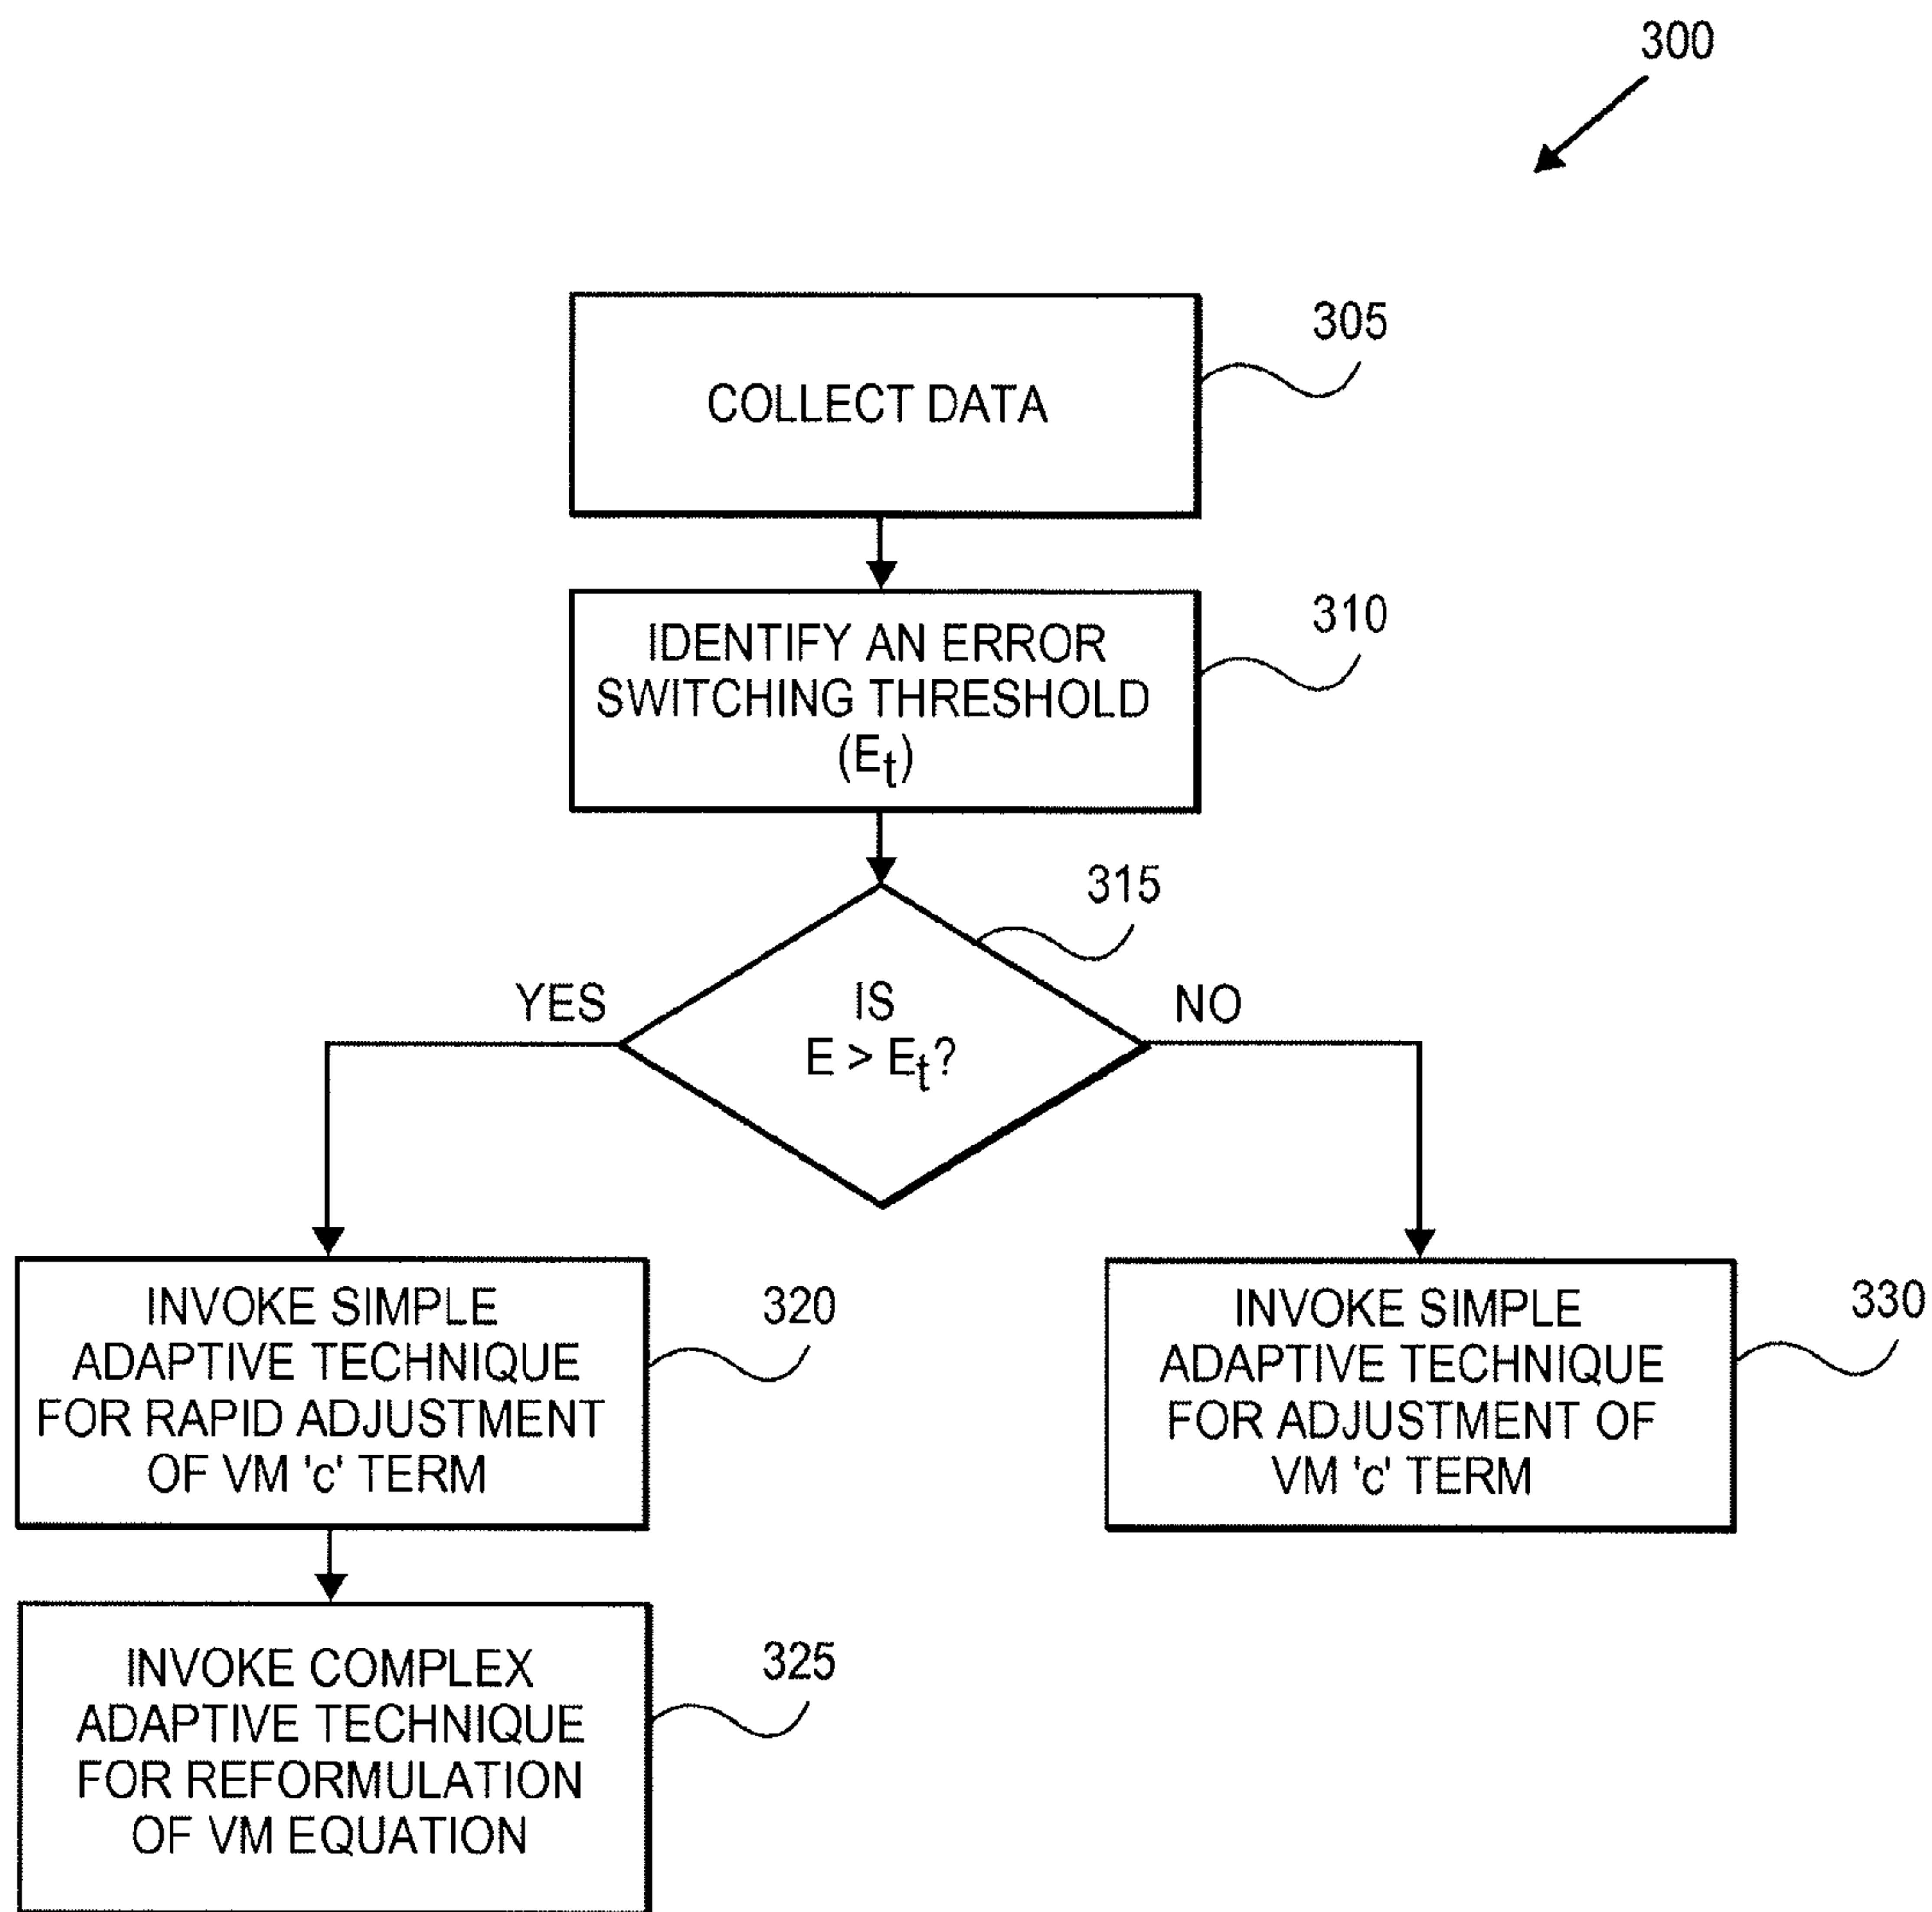 300
COLLECT DATA
305
IDENTIFY AN ERROR
SWITCHING THRESHOLD
(Et)
310
315
YES
IS
E > Et?
NO
INVOKE SIMPLE
ADAPTIVE TECHNIQUE
FOR RAPID ADJUSTMENT
OF VM 'c' TERM
320
INVOKE SIMPLE
ADAPTIVE TECHNIQUE
FOR ADJUSTMENT OF
VM 'c' TERM
330
INVOKE COMPLEX
ADAPTIVE TECHNIQUE
FOR REFORMULATION
OF VM EQUATION
325